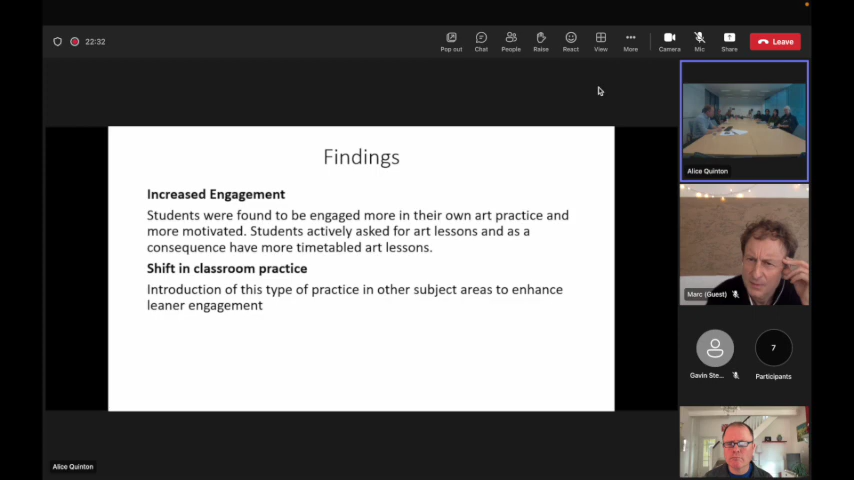 22:32
Pop out
Chat
People
Raise
React
View
More
Camera
Mic
Share
Leave
Findings
Increased Engagement
Students were found to be engaged more in their own art practice and
more motivated. Students actively asked for art lessons and as a
consequence have more timetabled art lessons.
Shift in classroom practice
Introduction of this type of practice in other subject areas to enhance
leaner engagement
Alice Quinton
Marc (Guest)
Gavin Ste...
7
Participants
Alice Quinton